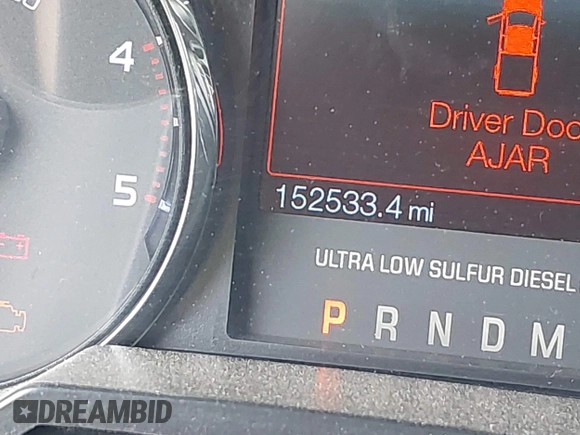 4
5
Driver Doo
AJAR
152533.4 mi
ULTRA LOW SULFUR DIESEL
P R N D M
DREAMBID